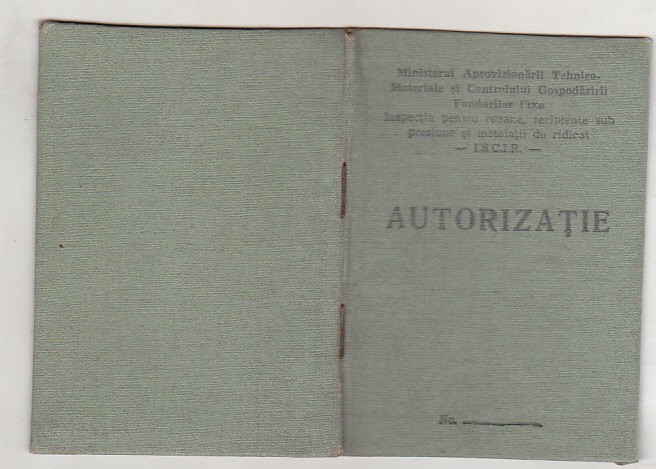 Ministerul Aprovizionării Tehnico-
Materiale și Controlului Gospodăririi
Fondurilor Fixe
Inspecția pentru cazane, recipiente sub
presiune și instalații de ridicat
— I.S.C.I.R. —
AUTORIZAȚIE
No.